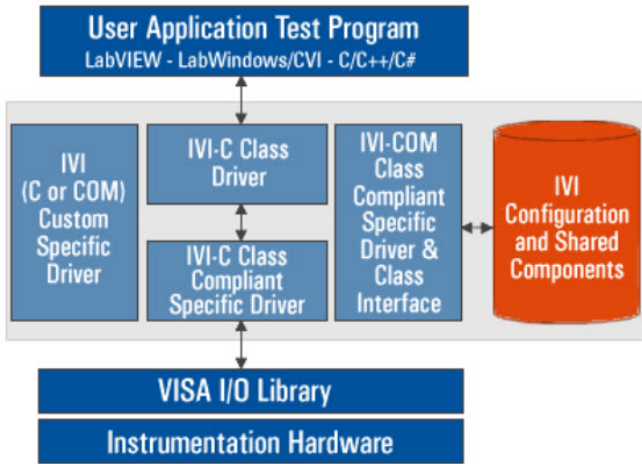 User Application Test Program
LabVIEW - LabWindows/CVI - C/C++/C#
IVI
(C or COM)
Custom
Specific
Driver
IVI-C Class
Driver
IVI-C Class
Compliant
Specific Driver
IVI-COM
Class
Compliant
Specific
Driver &
Class
Interface
IVI
Configuration
and Shared
Components
VISA I/O Library
Instrumentation Hardware